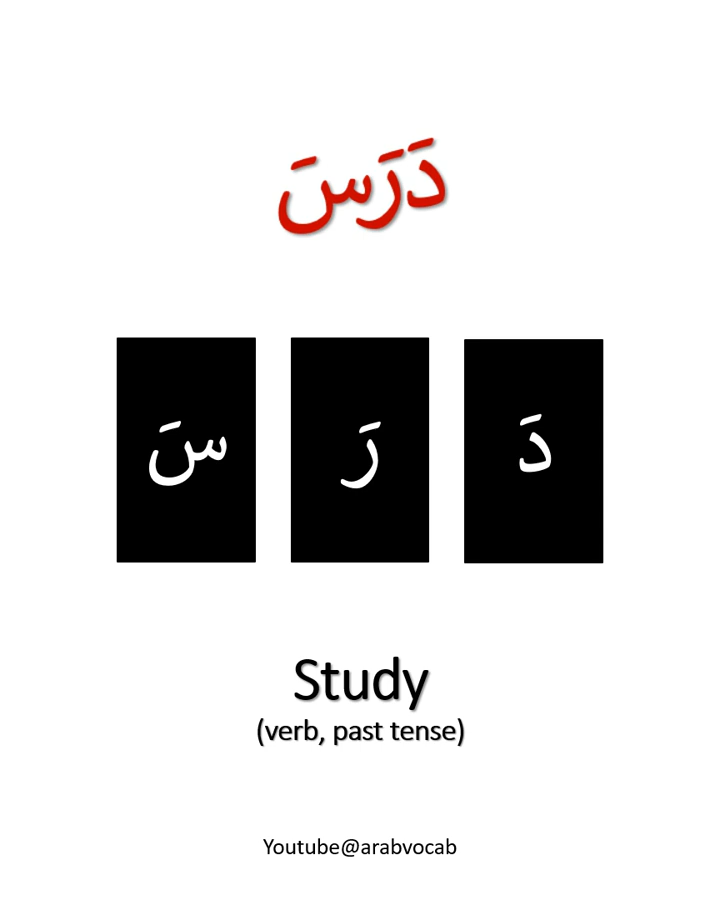 دَرَسَ
دَ رَ سَ
Study
(verb, past tense)
Youtube@arabvocab